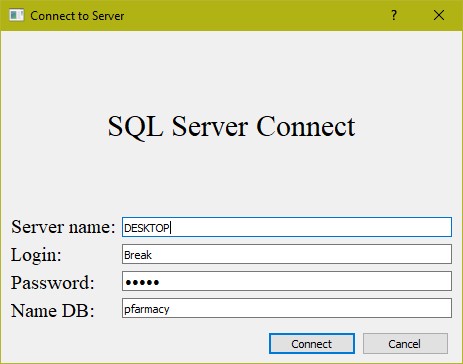 Connect to Server
SQL Server Connect
Server name: DESKTOP
Login: Break
Password: •••••
Name DB: pfarmacy
Connect Cancel